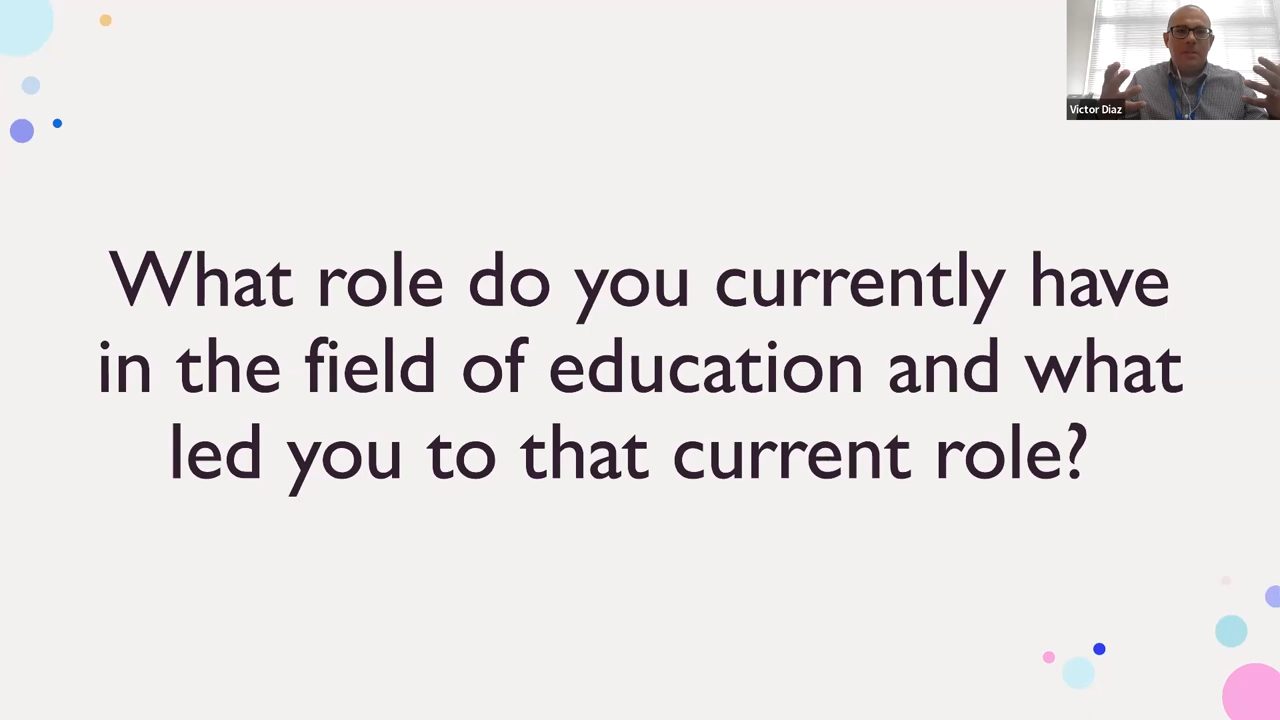 Victor Diaz
What role do you currently have
in the field of education and what
led you to that current role?